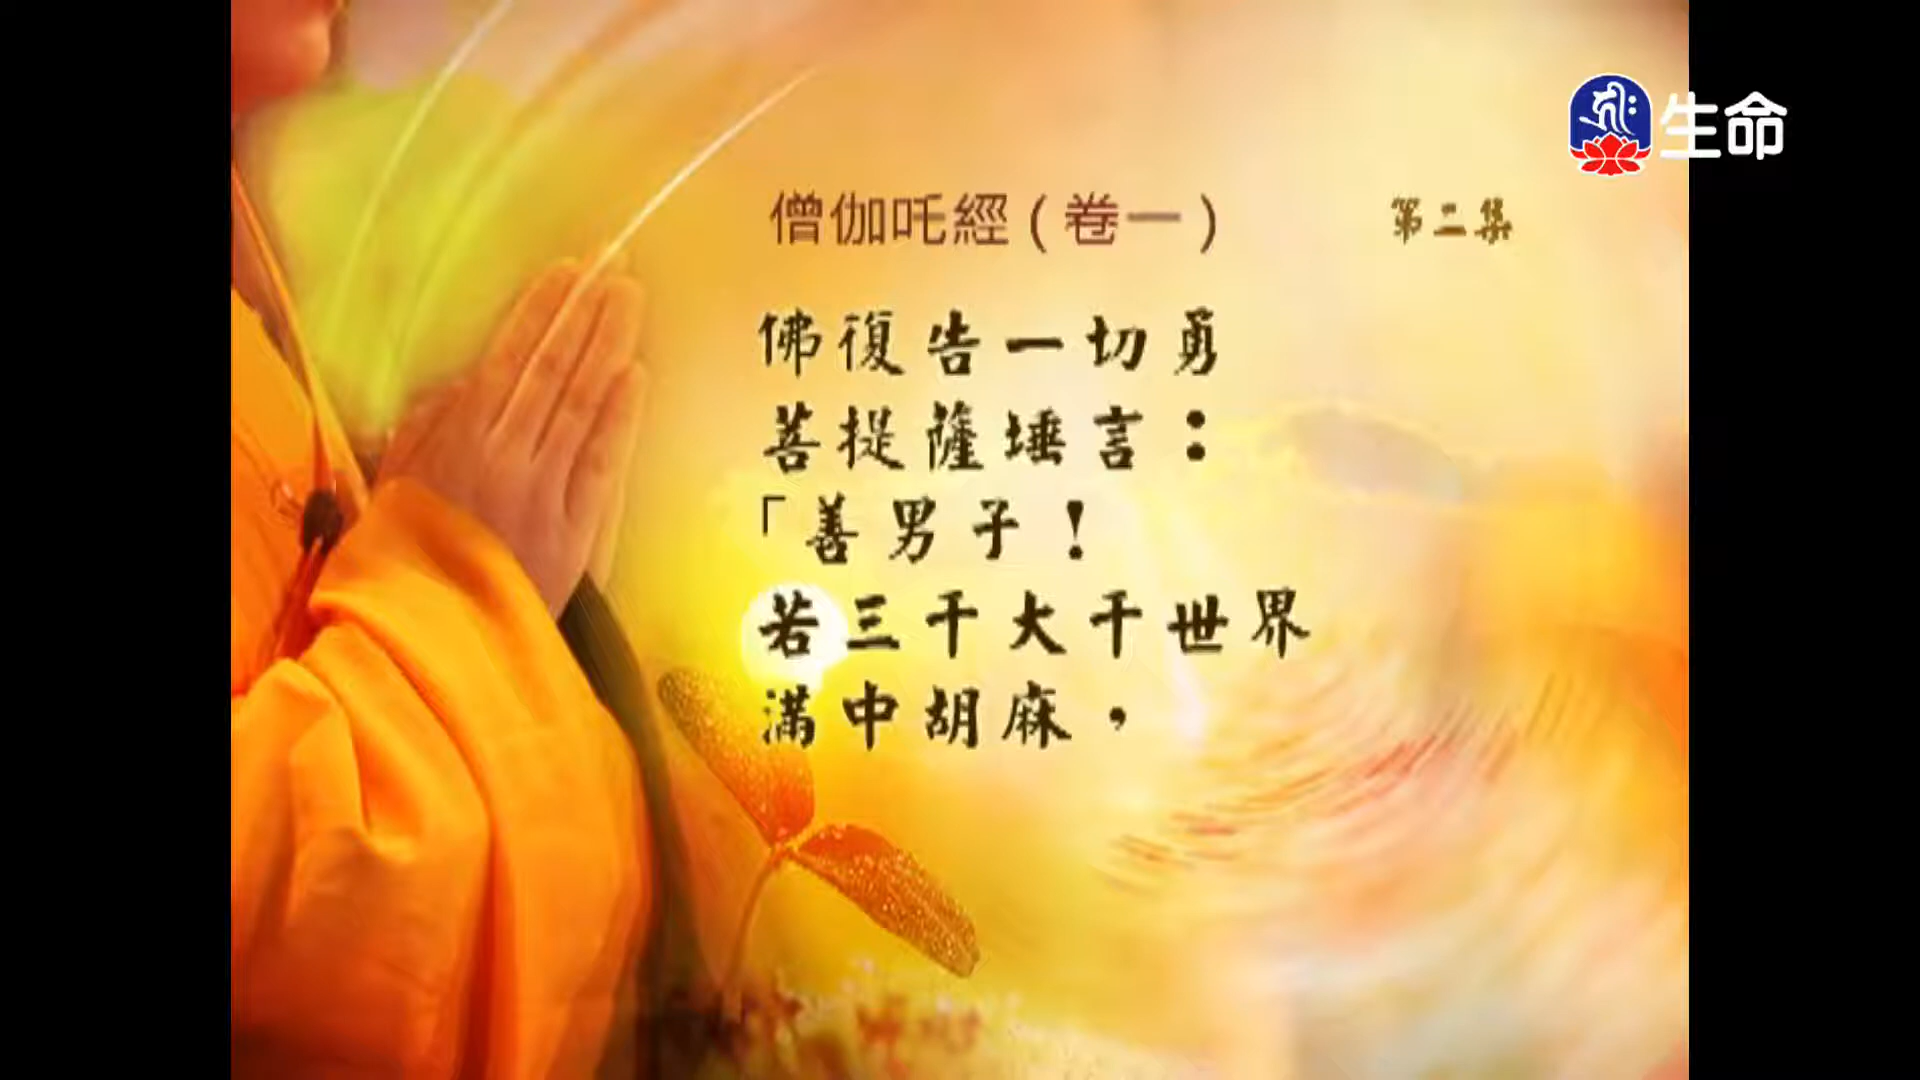 生命
僧伽吒經(卷一)
第二集
佛復告一切勇
菩提薩埵言：
「善男子！
若三千大千世界
滿中胡麻，